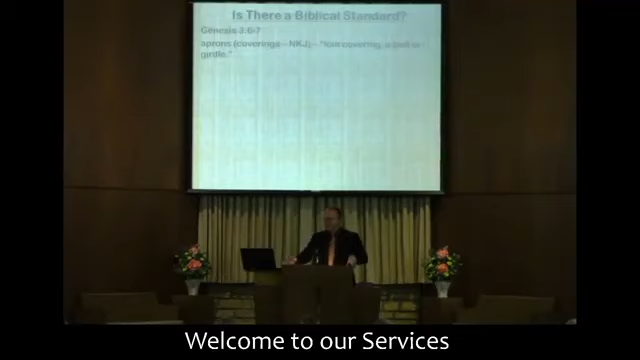 Is There a Biblical Standard?
Genesis 3:6-7
aprons (coverings – NKJ) – "loin covering, a belt or
girdle."
Welcome to our Services